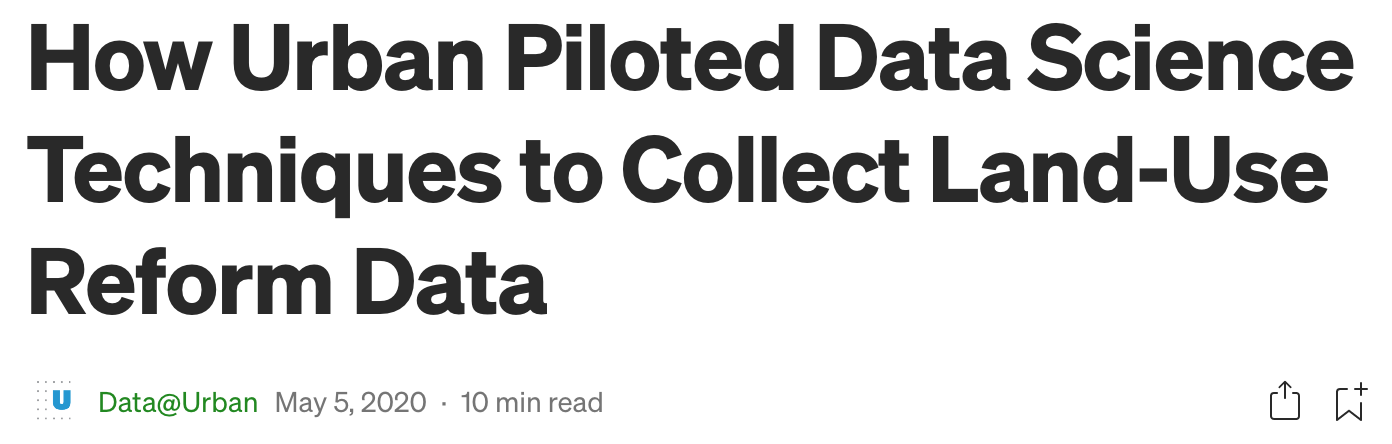 How Urban Piloted Data Science
Techniques to Collect Land-Use
Reform Data
U Data@Urban May 5, 2020 · 10 min read